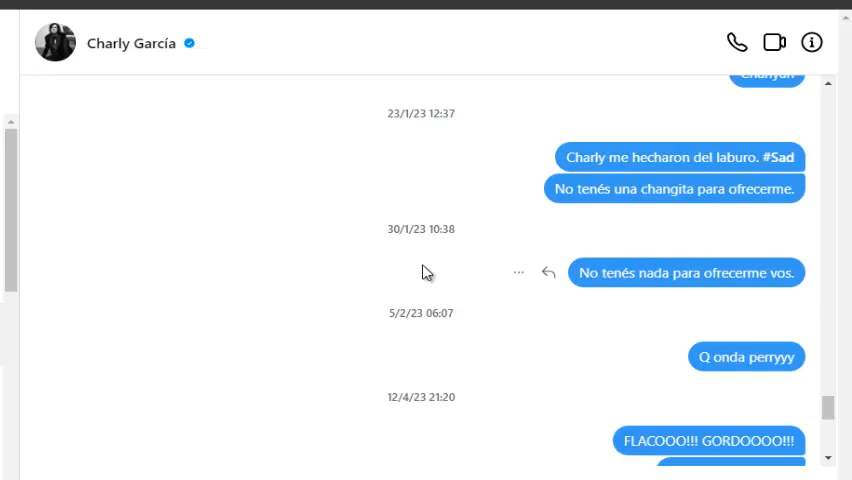 Charly García
23/1/23 12:37
Charly me hecharon del laburo. #Sad
No tenés una changita para ofrecerme.
30/1/23 10:38
No tenés nada para ofrecerme vos.
5/2/23 06:07
Q onda perryyy
12/4/23 21:20
FLACOOO!!! GORDOOOO!!!